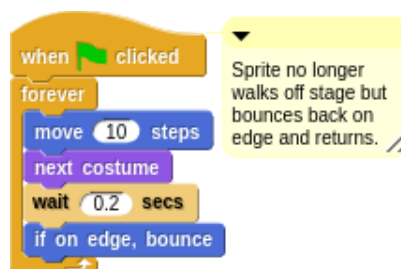 when clicked
forever
move 10 steps
next costume
wait 0.2 secs
if on edge, bounce
Sprite no longer
walks off stage but
bounces back on
edge and returns.